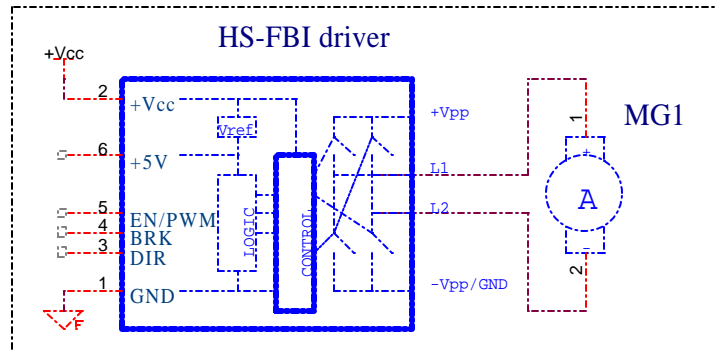 HS-FBI driver
+Vcc
2
+Vcc
+Vpp
Vref
1
MG1
6
+5V
+
L1
A
5
EN/PWM
L2
4
BRK
LOGIC
CONTROL
3
DIR
-
1
GND
-Vpp/GND
2
F